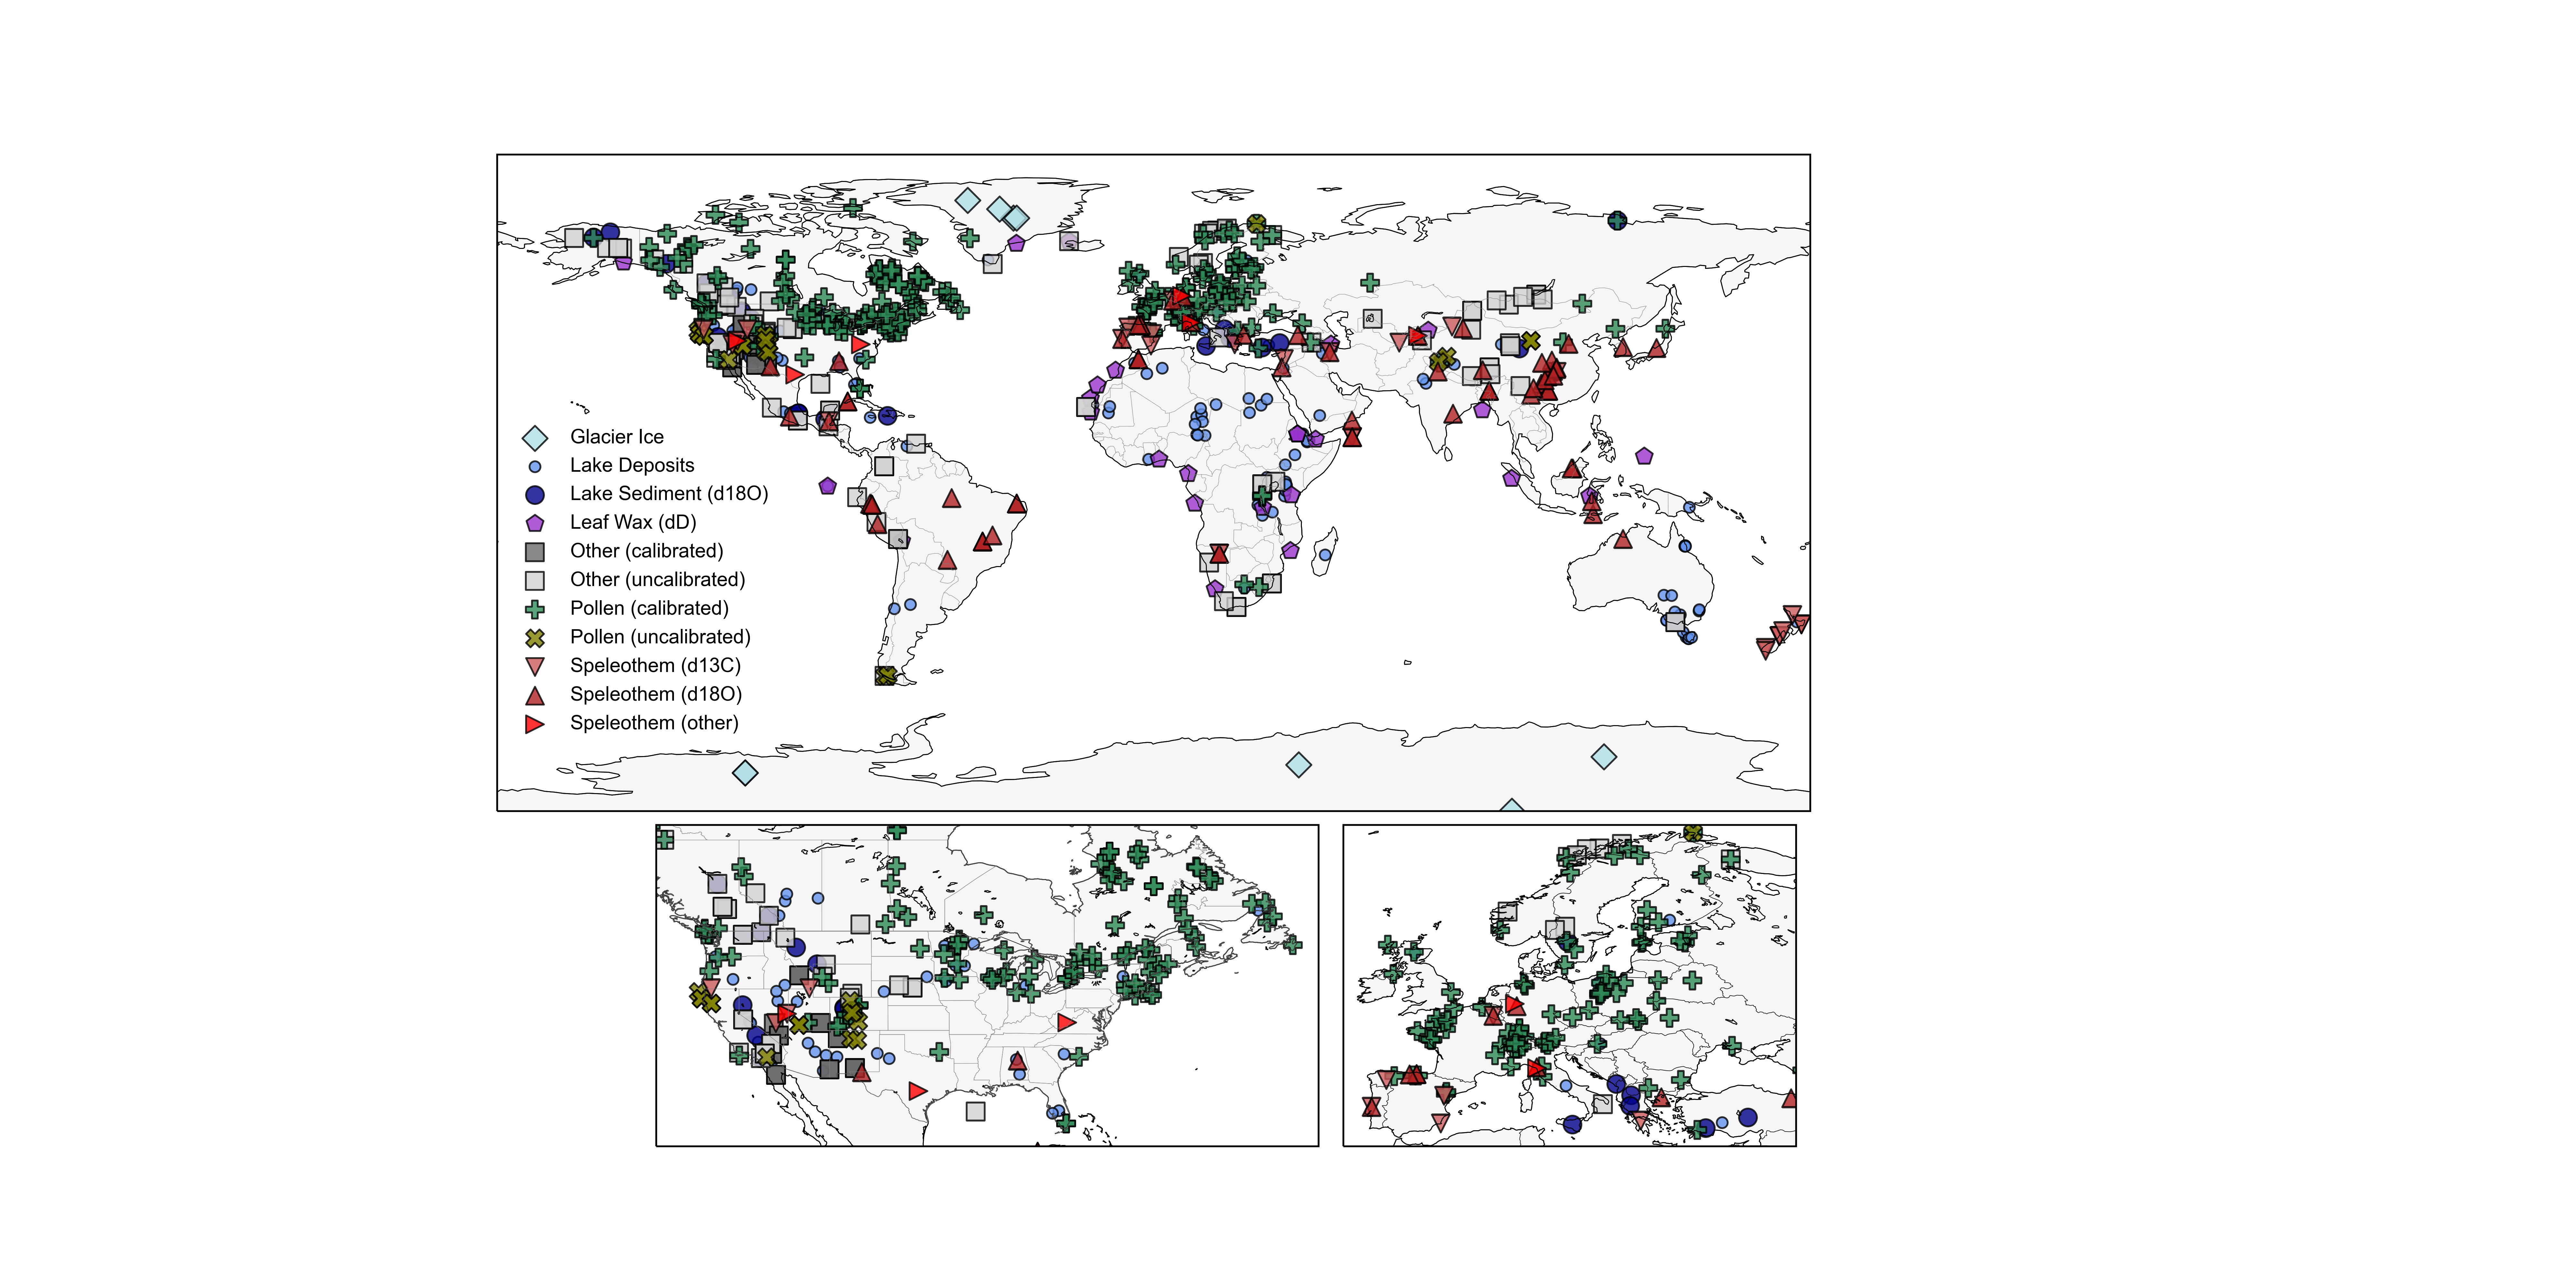 Glacier Ice
Lake Deposits
Lake Sediment (d18O)
Leaf Wax (dD)
Other (calibrated)
Other (uncalibrated)
Pollen (calibrated)
Pollen (uncalibrated)
Speleothem (d13C)
Speleothem (d18O)
Speleothem (other)